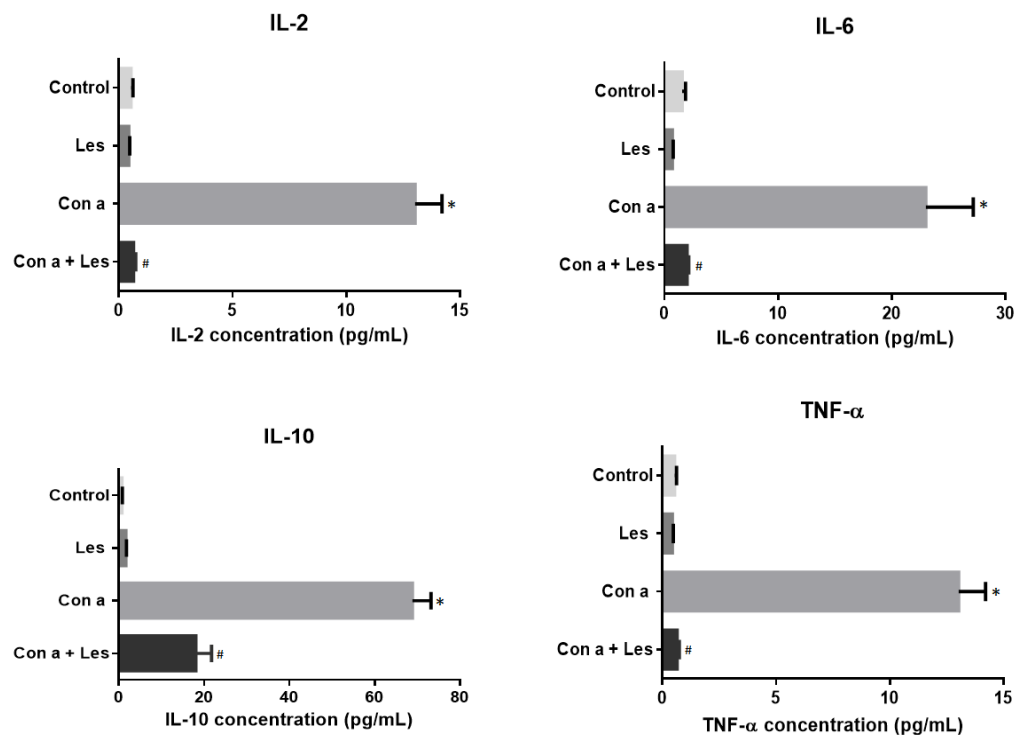 IL-2
Control
Les
Con a
*
Con a + Les
#
0 5 10 15
IL-2 concentration (pg/mL)
IL-6
Control
Les
Con a
*
Con a + Les
#
0 10 20 30
IL-6 concentration (pg/mL)
IL-10
Control
Les
Con a
*
Con a + Les
#
0 20 40 60 80
IL-10 concentration (pg/mL)
TNF-α
Control
Les
Con a
*
Con a + Les
#
0 5 10 15
TNF-α concentration (pg/mL)